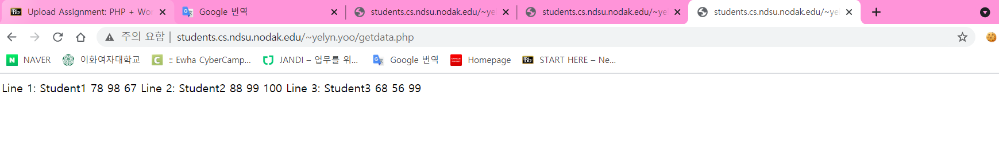 Bb Upload Assignment: PHP + Wor
Google 번역
students.cs.ndsu.nodak.edu/~ye
students.cs.ndsu.nodak.edu/~ye
students.cs.ndsu.nodak.edu/~ye
주의 요함 | students.cs.ndsu.nodak.edu/~yelyn.yoo/getdata.php
N NAVER 이화여자대학교 C :: Ewha CyberCamp... JANDI – 업무를 위... Google 번역 Homepage Bb START HERE – Ne...
Line 1: Student1 78 98 67 Line 2: Student2 88 99 100 Line 3: Student3 68 56 99